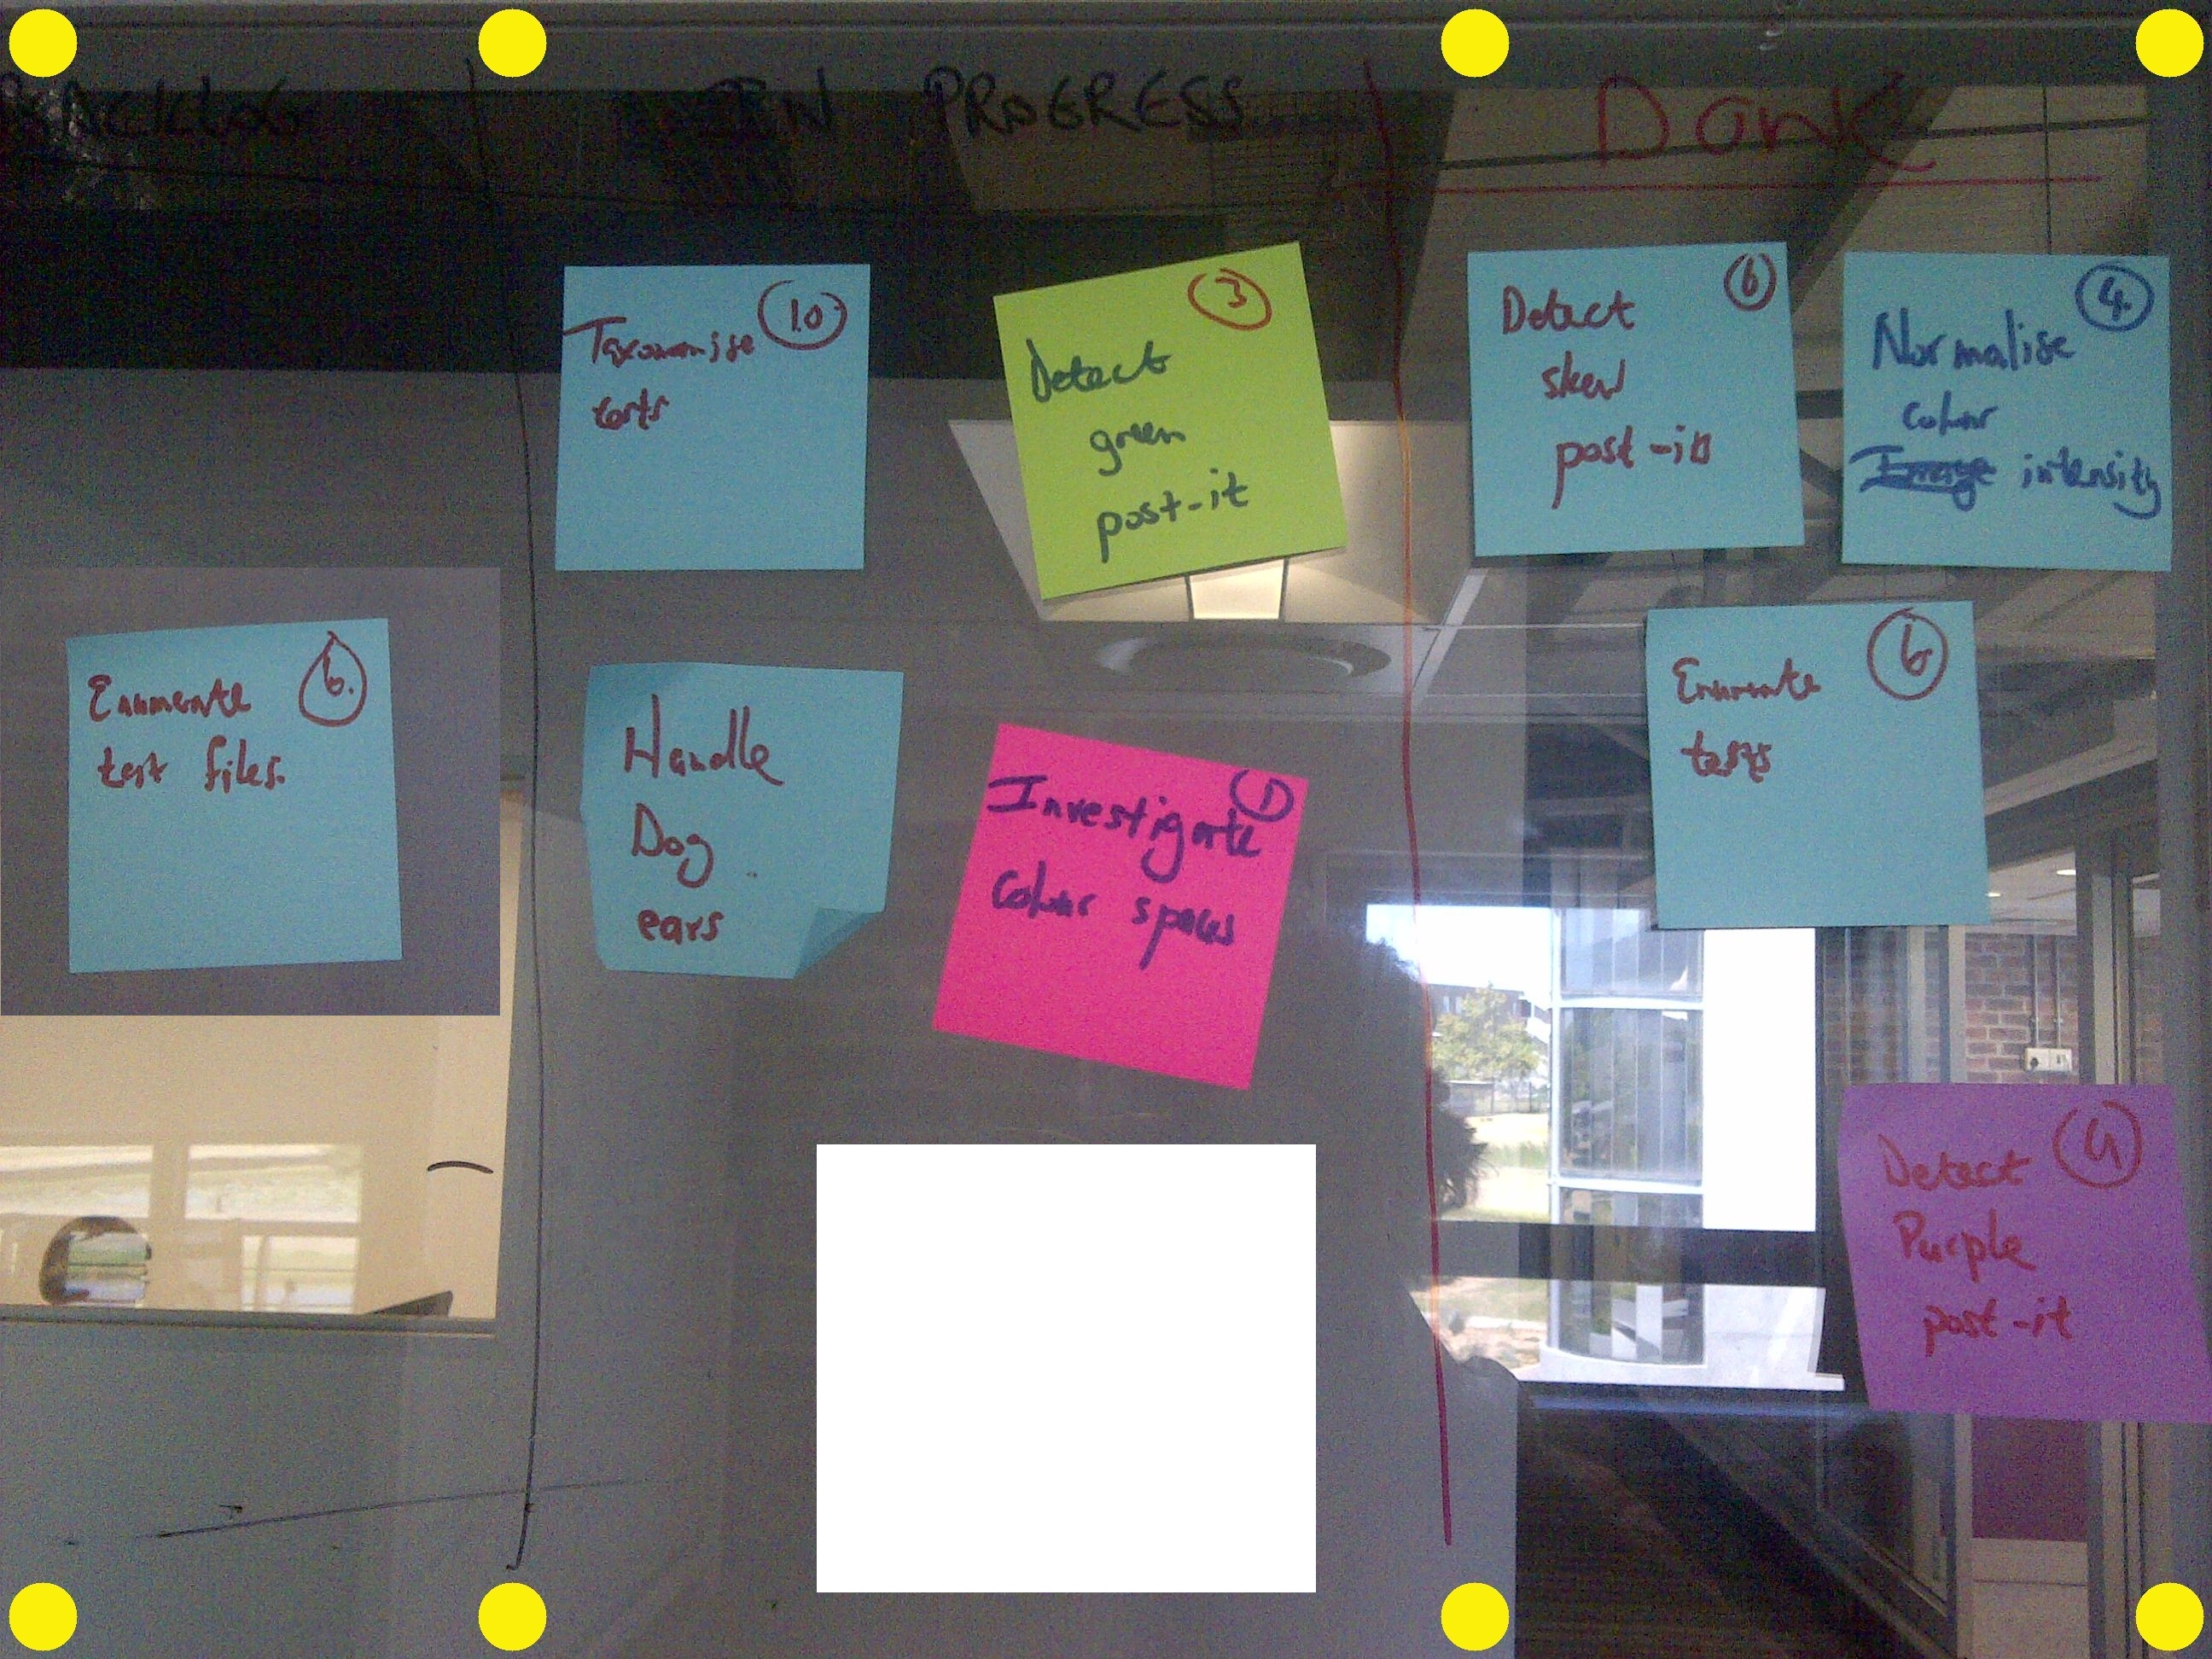 BACKLOG
IN PROGRESS
Done
10
Taxonomise
tests
3
Detect
green
post-it
6
Detect
skew
post-its
4.
Normalise
colour
intensity
6.
Enumerate
test files.
Handle
Dog
ears
1
Investigate
colour spaces
6
Enumerate
tests
4
Detect
Purple
post-it